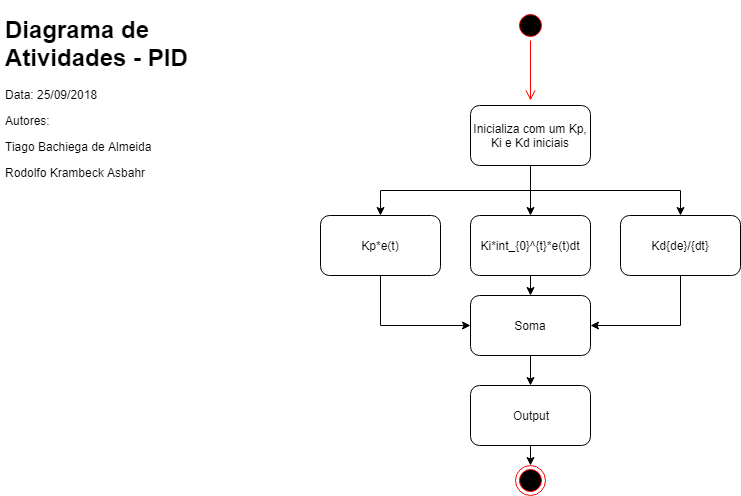 Diagrama de
Atividades - PID
Data: 25/09/2018
Autores:
Tiago Bachiega de Almeida
Rodolfo Krambeck Asbahr
Inicializa com um Kp,
Ki e Kd iniciais
Kp*e(t)
Ki*int_{0}^{t}*e(t)dt
Kd{de}/{dt}
Soma
Output